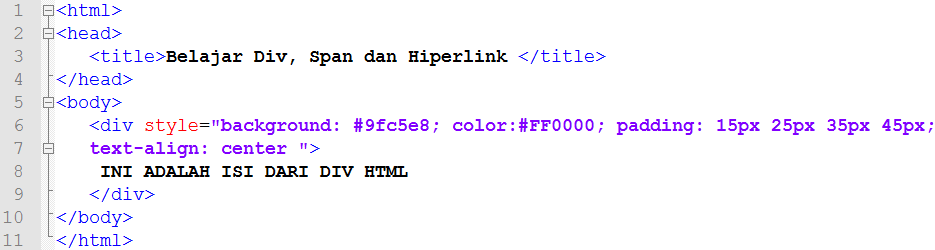 1 <html>
2 <head>
3 <title>Belajar Div, Span dan Hiperlink </title>
4 </head>
5 <body>
6 <div style="background: #9fc5e8; color:#FF0000; padding: 15px 25px 35px 45px;
7 text-align: center ">
8 INI ADALAH ISI DARI DIV HTML
9 </div>
10 </body>
11 </html>